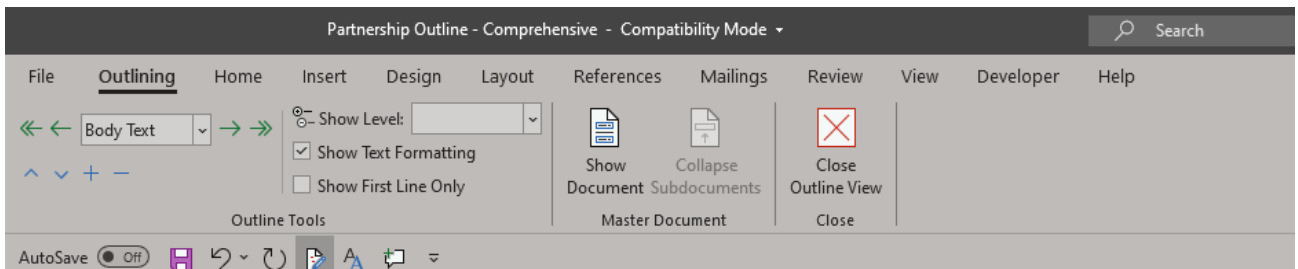 Partnership Outline - Comprehensive - Compatibility Mode
Search
File Outlining Home Insert Design Layout References Mailings Review View Developer Help
Body Text
Show Level:
Show Text Formatting
Show First Line Only
Outline Tools
Show Document
Collapse Subdocuments
Master Document
Close Outline View
Close
AutoSave Off